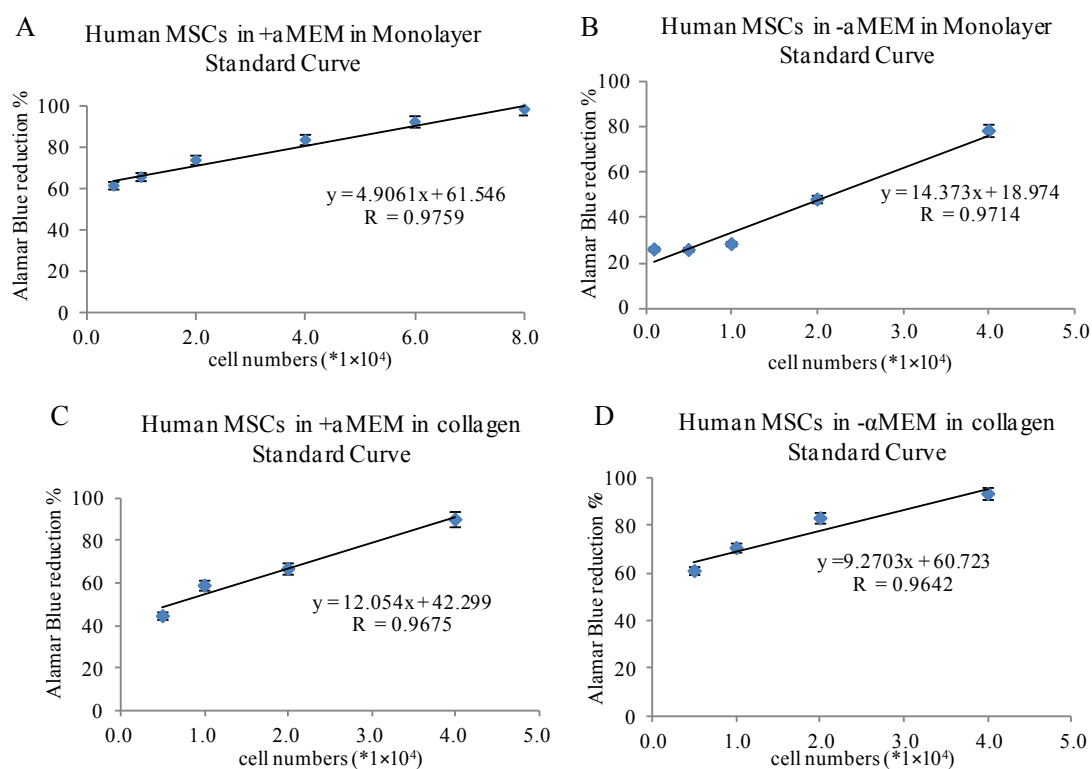 A
Human MSCs in +aMEM in Monolayer
Standard Curve
Alamar Blue reduction %
100
80
60
40
20
0
y = 4.9061x + 61.546
R = 0.9759
0.0 2.0 4.0 6.0 8.0
cell numbers (*1×10⁴)
B
Human MSCs in -aMEM in Monolayer
Standard Curve
Alamar Blue reduction %
80
60
40
20
0
y = 14.373x + 18.974
R = 0.9714
0.0 1.0 2.0 3.0 4.0 5.0
cell numbers (*1×10⁴)
C
Human MSCs in +aMEM in collagen
Standard Curve
Alamar Blue reduction %
100
80
60
40
20
0
y = 12.054x + 42.299
R = 0.9675
0.0 1.0 2.0 3.0 4.0 5.0
cell numbers (*1×10⁴)
D
Human MSCs in -αMEM in collagen
Standard Curve
Alamar Blue reduction %
100
80
60
40
20
0
y=9.2703x + 60.723
R = 0.9642
0.0 1.0 2.0 3.0 4.0 5.0
cell numbers (*1×10⁴)